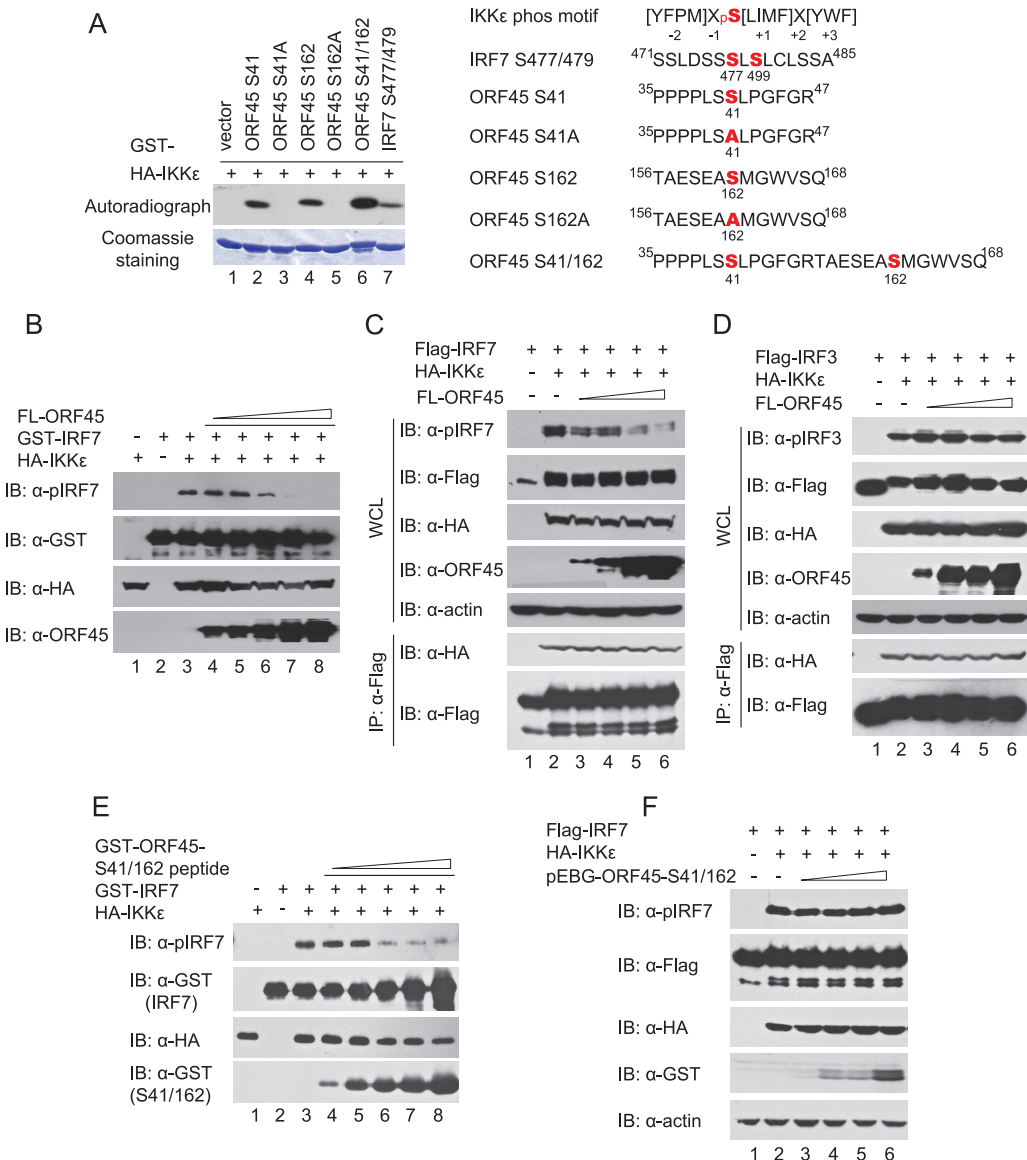 A
GST-
vector
ORF45 S41
ORF45 S41A
ORF45 S162
ORF45 S162A
ORF45 S41/162
IRF7 S477/479
HA-IKKε + + + + + + +
Autoradiograph
Coomassie
staining
1 2 3 4 5 6 7
IKKε phos motif [YFPM]XpS[LIMF]X[YWF]
-2 -1 +1 +2 +3
IRF7 S477/479 471SSLDSSSLSLCLSSA485
477 499
ORF45 S41 35PPPPLSSLPGFGR47
41
ORF45 S41A 35PPPPLSALPGFGR47
41
ORF45 S162 156TAESEASMGWVSQ168
162
ORF45 S162A 156TAESEAAMGWVSQ168
162
ORF45 S41/162 35PPPPLSSLPGFGRTAESEASMGWVSQ168
41 162
B
FL-ORF45
GST-IRF7 - + + + + + + +
HA-IKKε + - + + + + + +
IB: α-pIRF7
IB: α-GST
IB: α-HA
IB: α-ORF45
1 2 3 4 5 6 7 8
C
Flag-IRF7 + + + + + +
HA-IKKε - + + + + +
FL-ORF45 - -
WCL
IB: α-pIRF7
IB: α-Flag
IB: α-HA
IB: α-ORF45
IB: α-actin
IP: α-Flag
IB: α-HA
IB: α-Flag
1 2 3 4 5 6
D
Flag-IRF3 + + + + + +
HA-IKKε - + + + + +
FL-ORF45 - -
WCL
IB: α-pIRF3
IB: α-Flag
IB: α-HA
IB: α-ORF45
IB: α-actin
IP: α-Flag
IB: α-HA
IB: α-Flag
1 2 3 4 5 6
E
GST-ORF45-
S41/162 peptide
GST-IRF7 - + + + + + + +
HA-IKKε + - + + + + + +
IB: α-pIRF7
IB: α-GST
(IRF7)
IB: α-HA
IB: α-GST
(S41/162)
1 2 3 4 5 6 7 8
F
Flag-IRF7 + + + + + +
HA-IKKε - + + + + +
pEBG-ORF45-S41/162 - -
IB: α-pIRF7
IB: α-Flag
IB: α-HA
IB: α-GST
IB: α-actin
1 2 3 4 5 6